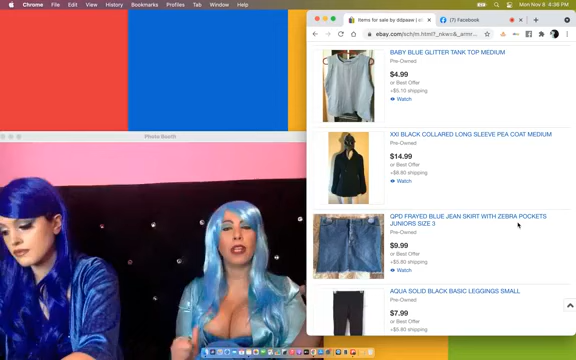 Chrome File Edit View History Bookmarks Profiles Tab Window Help
Mon Nov 8 4:36 PM
Items for sale by ddpaww
(7) Facebook
BABY BLUE GLITTER TANK TOP MEDIUM
Pre-Owned
$4.99
or Best Offer
+$5.10 shipping
Watch
Photo Booth
XXI BLACK COLLARED LONG SLEEVE PEA COAT MEDIUM
Pre-Owned
$14.99
or Best Offer
+$6.80 shipping
Watch
QPD FRAYED BLUE JEAN SKIRT WITH ZEBRA POCKETS
JUNIORS SIZE 3
Pre-Owned
$9.99
or Best Offer
+$5.80 shipping
Watch
AQUA SOLID BLACK BASIC LEGGINGS SMALL
Pre-Owned
$7.99
or Best Offer
+$5.80 shipping